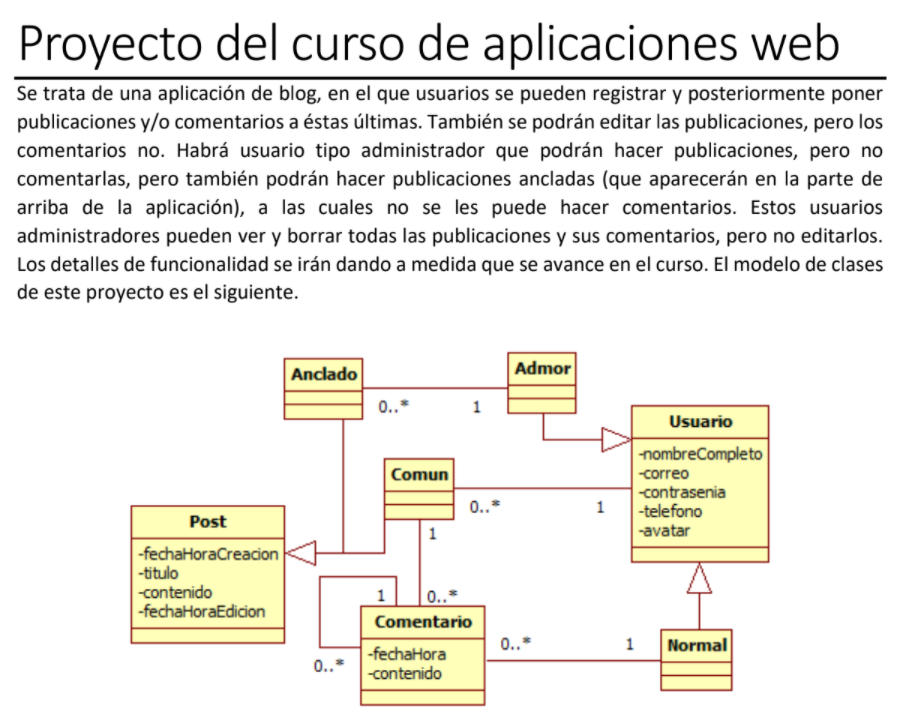 Proyecto del curso de aplicaciones web
Se trata de una aplicación de blog, en el que usuarios se pueden registrar y posteriormente poner
publicaciones y/o comentarios a éstas últimas. También se podrán editar las publicaciones, pero los
comentarios no. Habrá usuario tipo administrador que podrán hacer publicaciones, pero no
comentarlas, pero también podrán hacer publicaciones ancladas (que aparecerán en la parte de
arriba de la aplicación), a las cuales no se les puede hacer comentarios. Estos usuarios
administradores pueden ver y borrar todas las publicaciones y sus comentarios, pero no editarlos.
Los detalles de funcionalidad se irán dando a medida que se avance en el curso. El modelo de clases
de este proyecto es el siguiente.
Anclado
0..*
1
Admor
Usuario
-nombreCompleto
-correo
-contrasenia
-telefono
-avatar
Comun
0..*
1
1
0..*
Post
-fechaHoraCreacion
-titulo
-contenido
-fechaHoraEdicion
1
0..*
Comentario
-fechaHora
-contenido
0..*
1
Normal